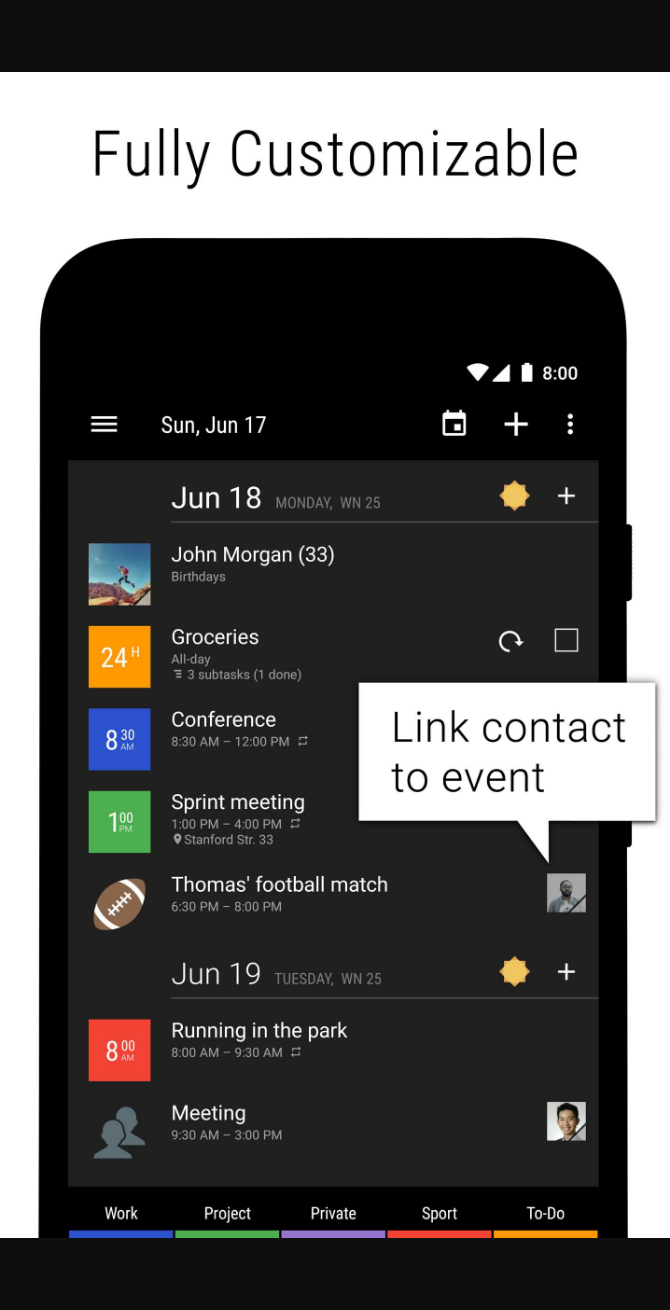 Fully Customizable
8:00
Sun, Jun 17
Jun 18 MONDAY, WN 25
John Morgan (33)
Birthdays
24 H
Groceries
All-day
3 subtasks (1 done)
8 30 AM
Conference
8:30 AM – 12:00 PM
Link contact
to event
1 00 PM
Sprint meeting
1:00 PM – 4:00 PM
Stanford Str. 33
Thomas' football match
6:30 PM – 8:00 PM
Jun 19 TUESDAY, WN 25
8 00 AM
Running in the park
8:00 AM – 9:30 AM
Meeting
9:30 AM – 3:00 PM
Work Project Private Sport To-Do